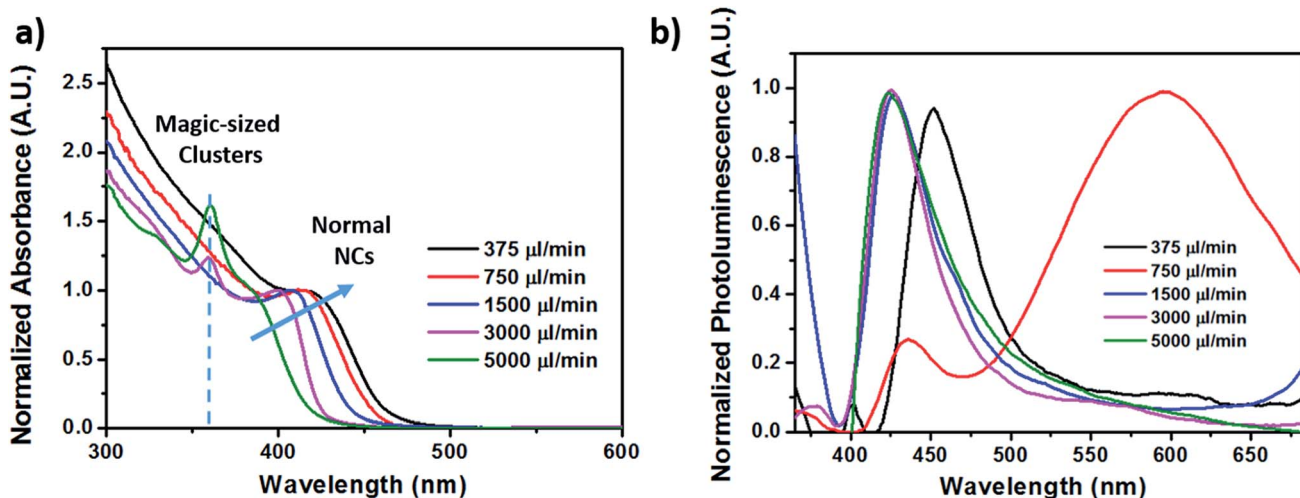 a)
Normalized Absorbance (A.U.)
2.5
2.0
1.5
1.0
0.5
0.0
300
400
500
600
Wavelength (nm)
Magic-sized
Clusters
Normal
NCs
375 µl/min
750 µl/min
1500 µl/min
3000 µl/min
5000 µl/min
b)
Normalized Photoluminescence (A.U.)
1.0
0.8
0.6
0.4
0.2
0.0
400
450
500
550
600
650
Wavelength (nm)
375 µl/min
750 µl/min
1500 µl/min
3000 µl/min
5000 µl/min